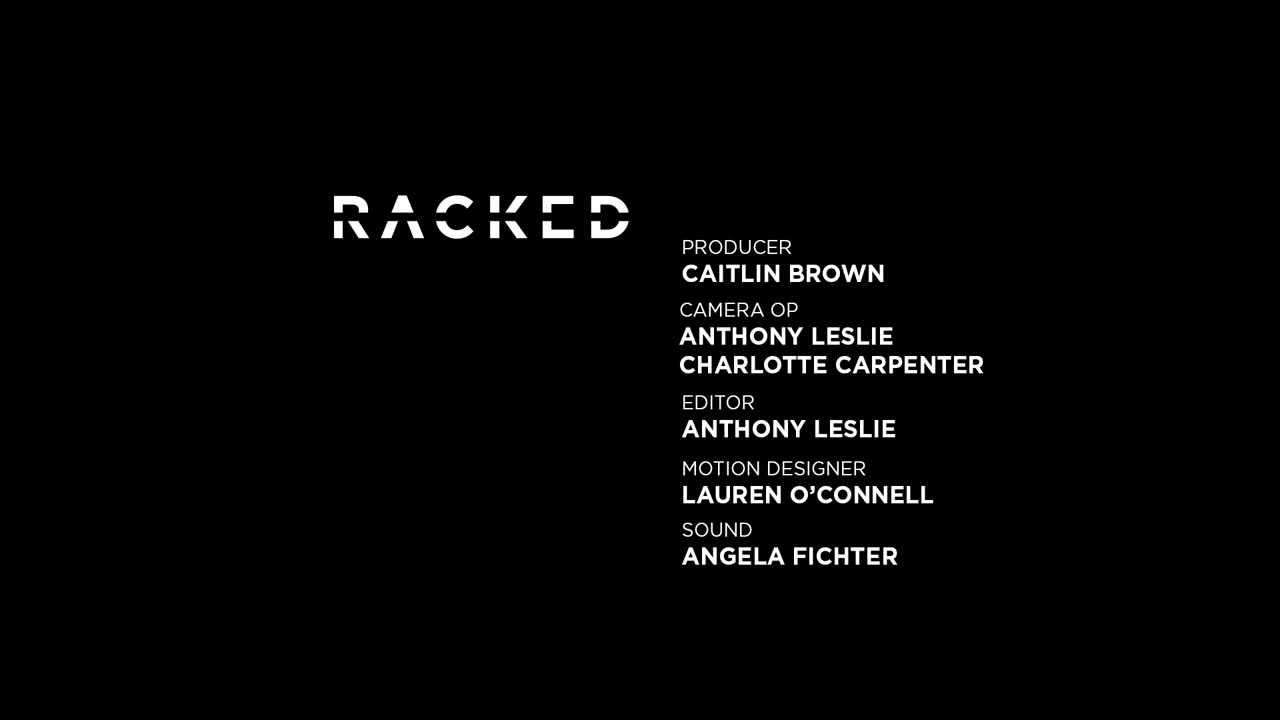 RACKED
PRODUCER
CAITLIN BROWN
CAMERA OP
ANTHONY LESLIE
CHARLOTTE CARPENTER
EDITOR
ANTHONY LESLIE
MOTION DESIGNER
LAUREN O’CONNELL
SOUND
ANGELA FICHTER